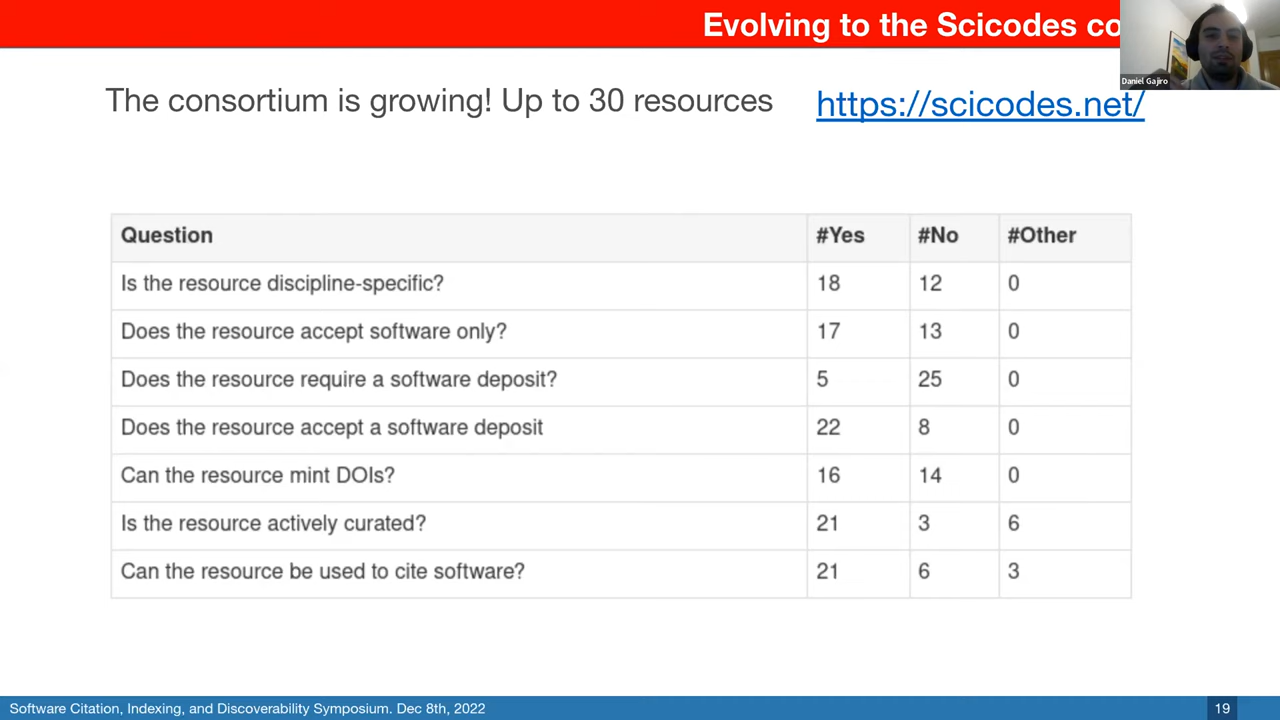 Evolving to the Scicodes co
Daniel Gajiro
The consortium is growing! Up to 30 resources https://scicodes.net/
Question #Yes #No #Other
Is the resource discipline-specific? 18 12 0
Does the resource accept software only? 17 13 0
Does the resource require a software deposit? 5 25 0
Does the resource accept a software deposit 22 8 0
Can the resource mint DOIs? 16 14 0
Is the resource actively curated? 21 3 6
Can the resource be used to cite software? 21 6 3
Software Citation, Indexing, and Discoverability Symposium. Dec 8th, 2022 19